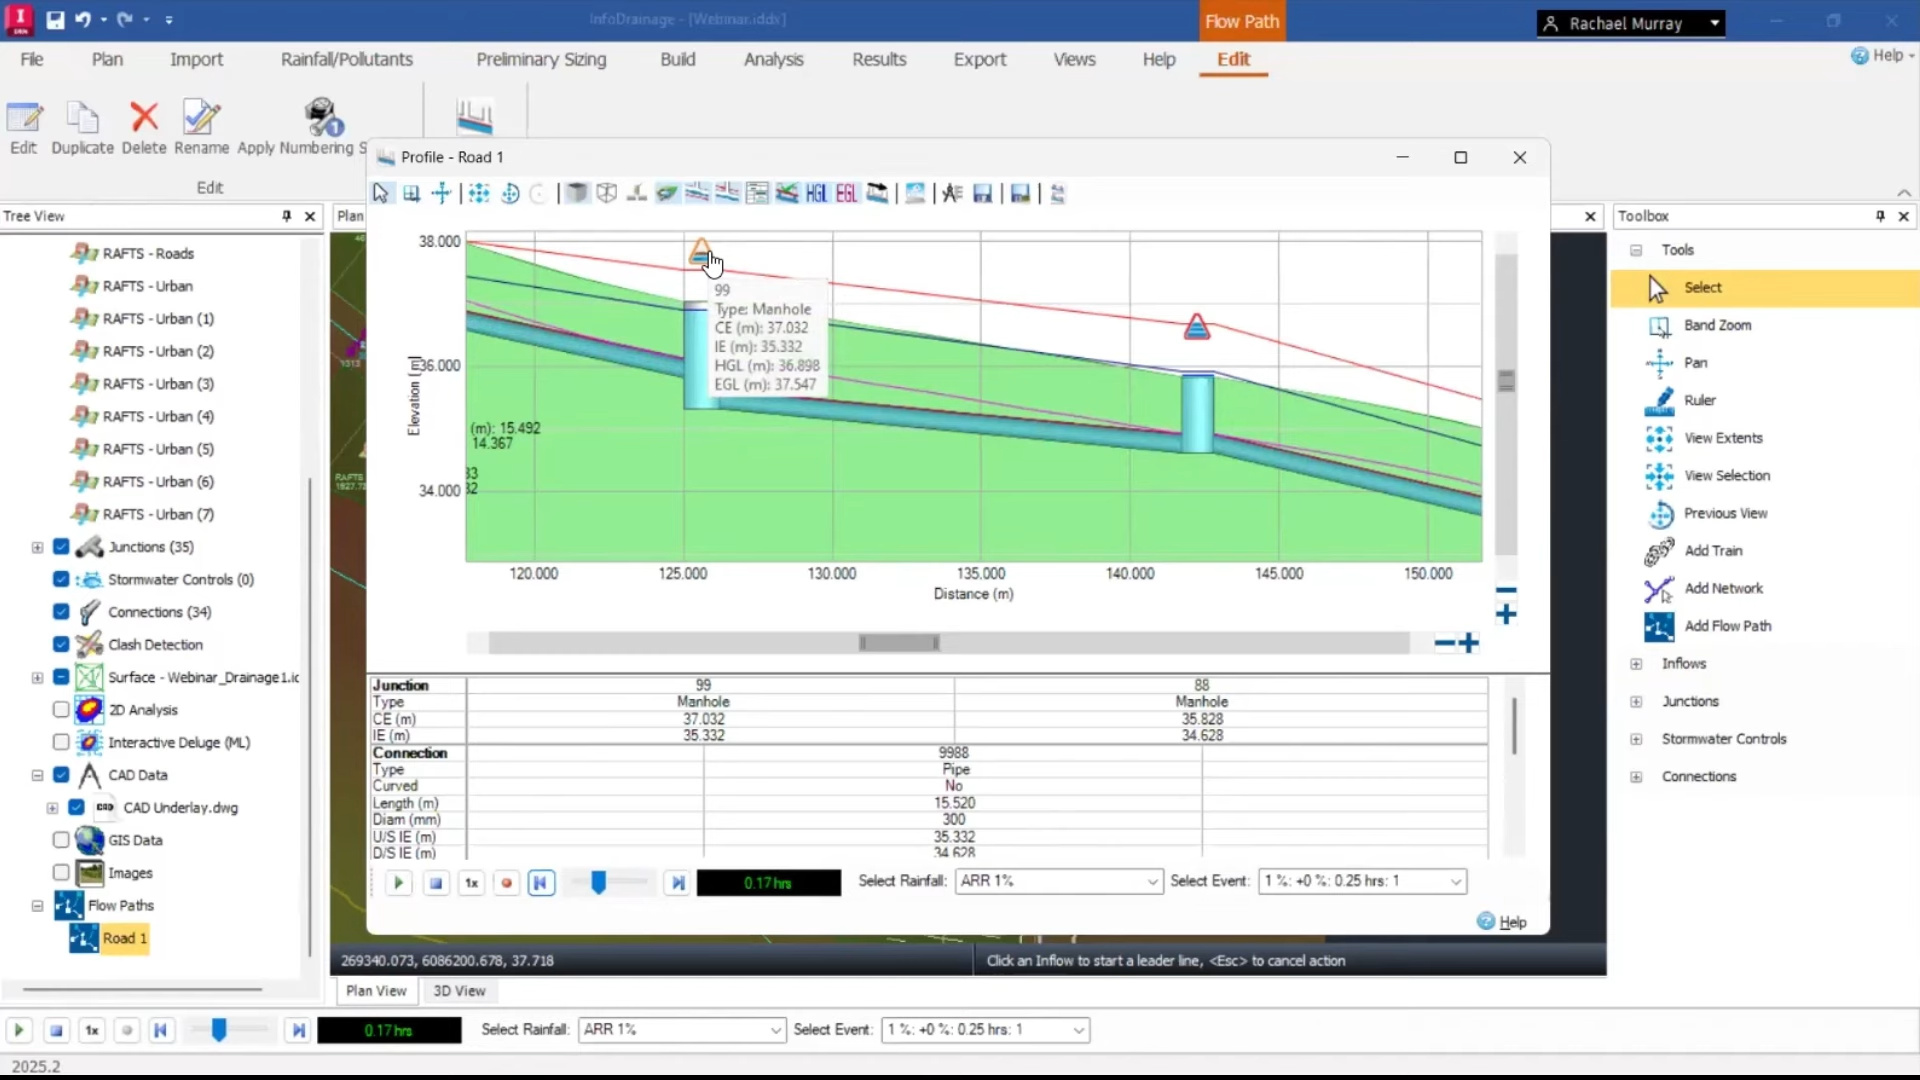 InfoDrainage - [Webinar.iddx]
Flow Path
Rachael Murray
File
Plan
Import
Rainfall/Pollutants
Preliminary Sizing
Build
Analysis
Results
Export
Views
Help
Edit
Help
Edit
Duplicate
Delete
Rename
Apply Numbering S
Edit
Profile - Road 1
HGL
EGL
Tree View
Plan
Toolbox
RAFTS - Roads
RAFTS - Urban
RAFTS - Urban (1)
RAFTS - Urban (2)
RAFTS - Urban (3)
RAFTS - Urban (4)
RAFTS - Urban (5)
RAFTS - Urban (6)
RAFTS - Urban (7)
Junctions (35)
Stormwater Controls (0)
Connections (34)
Clash Detection
Surface - Webinar_Drainage1.ic
2D Analysis
Interactive Deluge (ML)
CAD Data
CAD Underlay.dwg
GIS Data
Images
Flow Paths
Road 1
38.000
36.000
34.000
Elevation [m]
99
Type: Manhole
CE (m): 37.032
IE (m): 35.332
HGL (m): 36.898
EGL (m): 37.547
(m): 15.492
14.367
33
32
120.000
125.000
130.000
135.000
140.000
145.000
150.000
Distance (m)
Junction 99 88
Type Manhole Manhole
CE (m) 37.032 35.828
IE (m) 35.332 34.628
Connection 9988
Type Pipe
Curved No
Length (m) 15.520
Diam (mm) 300
U/S IE (m) 35.332
D/S IE (m) 34.628
1x
0.17 hrs
Select Rainfall: ARR 1%
Select Event: 1 %: +0 %: 0.25 hrs: 1
Help
Tools
Select
Band Zoom
Pan
Ruler
View Extents
View Selection
Previous View
Add Train
Add Network
Add Flow Path
Inflows
Junctions
Stormwater Controls
Connections
269340.073, 6086200.678, 37.718
Click an Inflow to start a leader line, <Esc> to cancel action
Plan View
3D View
1x
0.17 hrs
Select Rainfall: ARR 1%
Select Event: 1 %: +0 %: 0.25 hrs: 1
2025.2